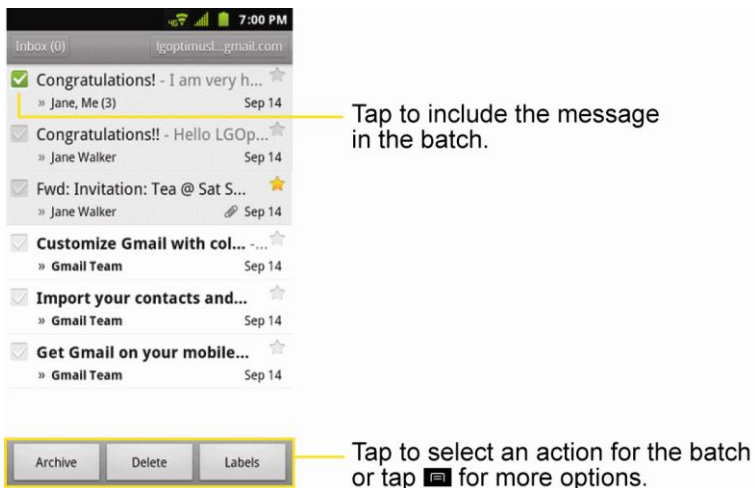 4G 7:00 PM
Inbox (0) lgoptimusl...gmail.com
Congratulations! - I am very h...
» Jane, Me (3) Sep 14
Tap to include the message
in the batch.
Congratulations!! - Hello LGOp...
» Jane Walker Sep 14
Fwd: Invitation: Tea @ Sat S...
» Jane Walker Sep 14
Customize Gmail with col... -...
» Gmail Team Sep 14
Import your contacts and...
» Gmail Team Sep 14
Get Gmail on your mobile...
» Gmail Team Sep 14
Archive Delete Labels
Tap to select an action for the batch
or tap for more options.